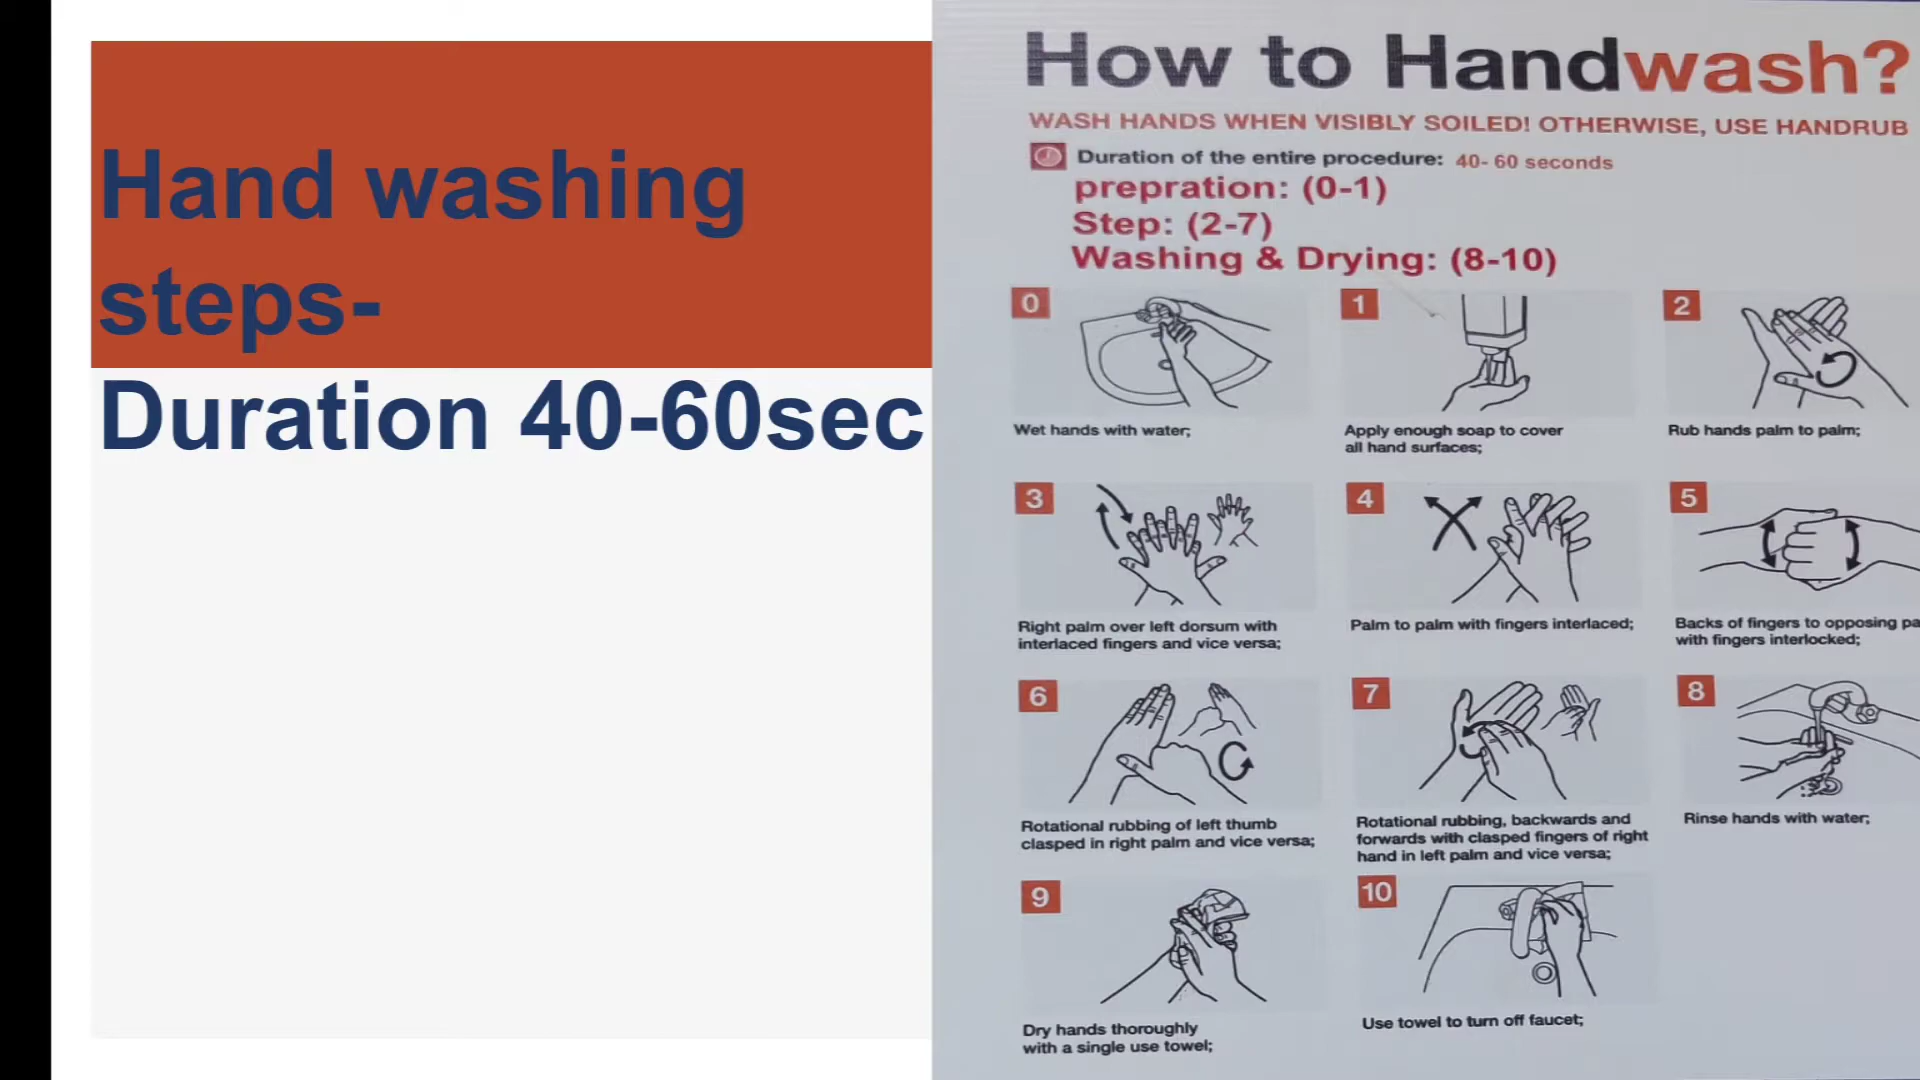 Hand washing
steps-
Duration 40-60sec
How to Handwash?
WASH HANDS WHEN VISIBLY SOILED! OTHERWISE, USE HANDRUB
Duration of the entire procedure: 40- 60 seconds
prepration: (0-1)
Step: (2-7)
Washing & Drying: (8-10)
0
Wet hands with water;
1
Apply enough soap to cover
all hand surfaces;
2
Rub hands palm to palm;
3
Right palm over left dorsum with
interlaced fingers and vice versa;
4
Palm to palm with fingers interlaced;
5
Backs of fingers to opposing
with fingers interlocked;
6
Rotational rubbing of left thumb
clasped in right palm and vice versa;
7
Rotational rubbing, backwards and
forwards with clasped fingers of right
hand in left palm and vice versa;
8
Rinse hands with water;
9
Dry hands thoroughly
with a single use towel;
10
Use towel to turn off faucet;